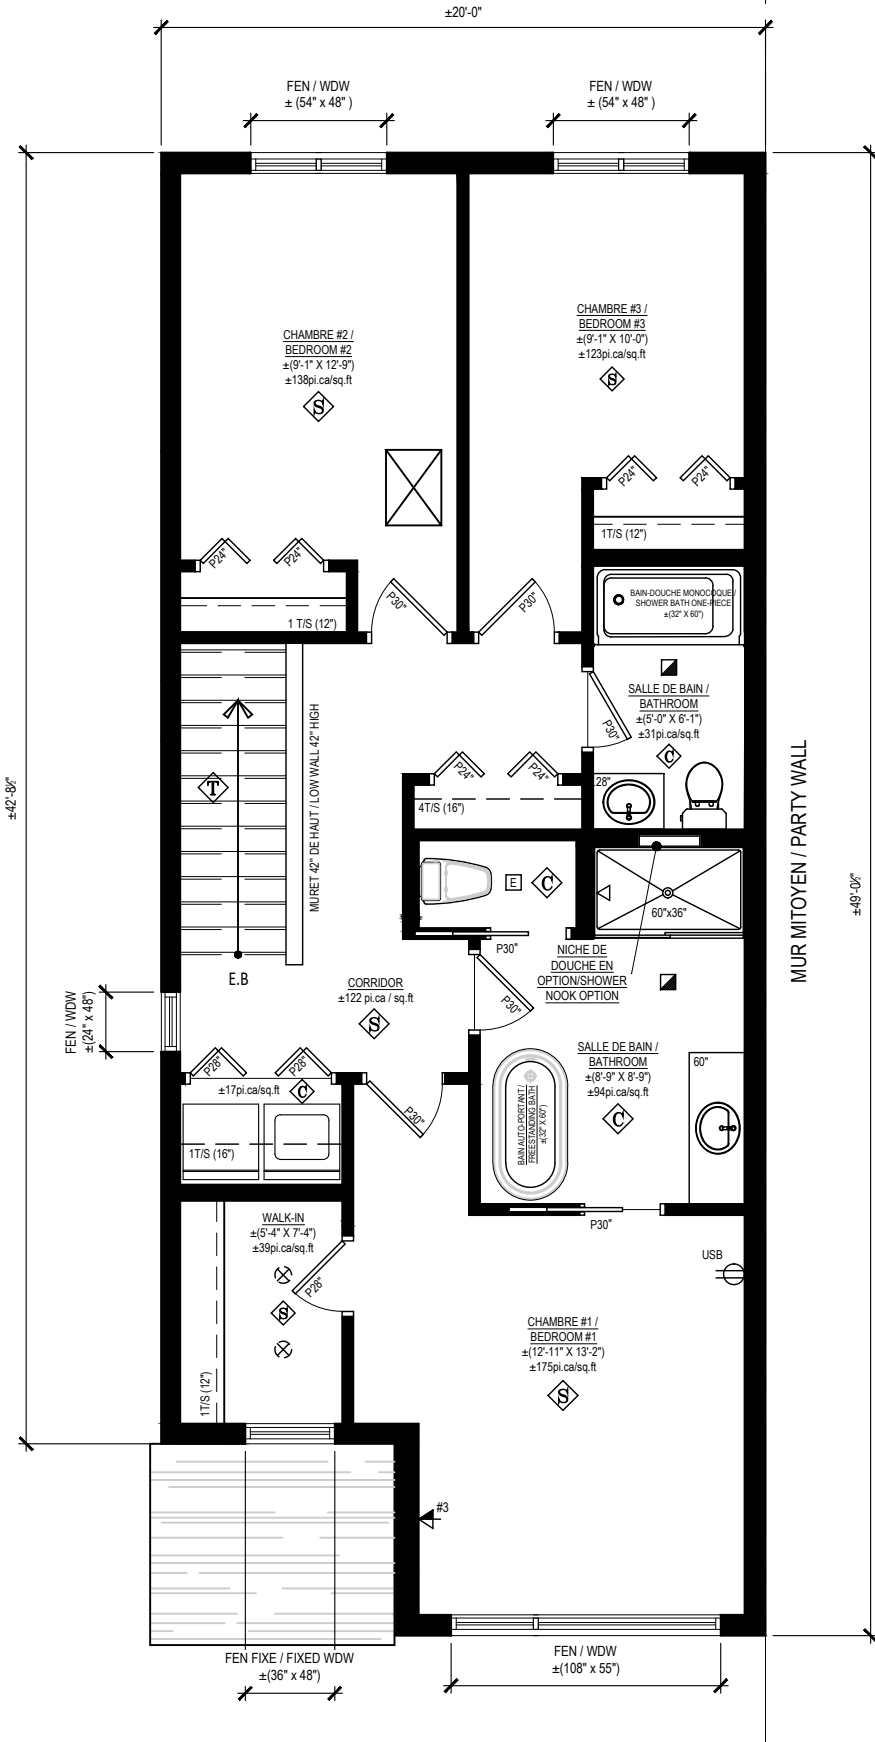 ±20'-0"
FEN / WDW
± (54" x 48" )
FEN / WDW
± (54" x 48" )
CHAMBRE #2 /
BEDROOM #2
±(9'-1" X 12'-9")
±138pi.ca/sq.ft
S
CHAMBRE #3 /
BEDROOM #3
±(9'-1" X 10'-0")
±123pi.ca/sq.ft
S
P24"
P24"
1T/S (12")
P24"
P24"
1 T/S (12")
P30"
P30"
BAIN-DOUCHE MONOCOQUE /
SHOWER BATH ONE-PIECE
±(32" X 60")
SALLE DE BAIN /
BATHROOM
±(5'-0" X 6'-1")
±31pi.ca/sq.ft
C
P30"
28"
MURET 42" DE HAUT / LOW WALL 42" HIGH
T
E.B
P24"
P24"
4T/S (16")
±42'-8½"
MUR MITOYEN / PARTY WALL
±49'-0½"
E
C
60"x36"
P30"
NICHE DE
DOUCHE EN
OPTION/SHOWER
NOOK OPTION
CORRIDOR
±122 pi.ca / sq.ft
S
P30"
FEN / WDW
±(24" x 48")
P28"
P28"
±17pi.ca/sq.ft
C
1T/S (16")
P30"
SALLE DE BAIN /
BATHROOM
±(8'-9" X 8'-9")
±94pi.ca/sq.ft
C
60"
BAIN AUTO-PORTANT /
FREESTANDING BATH
±(32" X 60")
P30"
WALK-IN
±(5'-4" X 7'-4")
±39pi.ca/sq.ft
S
P28"
1T/S (12")
USB
CHAMBRE #1 /
BEDROOM #1
±(12'-11" X 13'-2")
±175pi.ca/sq.ft
S
#3
FEN FIXE / FIXED WDW
±(36" x 48")
FEN / WDW
±(108" x 55")